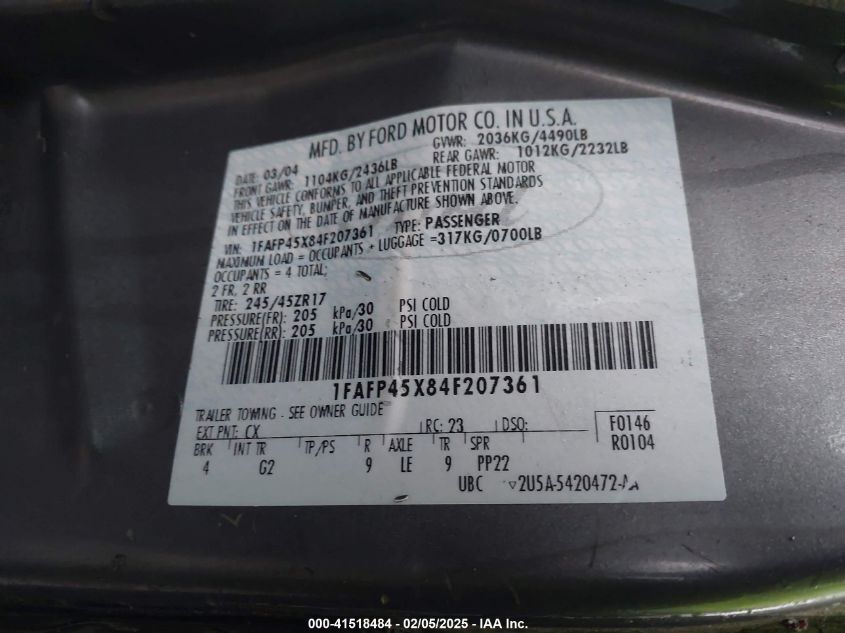 MFD. BY FORD MOTOR CO. IN U.S.A.
DATE: 03/04 GVWR: 2036KG/4490LB
FRONT GAWR: 1104KG/2436LB REAR GAWR: 1012KG/2232LB
THIS VEHICLE CONFORMS TO ALL APPLICABLE FEDERAL MOTOR
VEHICLE SAFETY, BUMPER, AND THEFT PREVENTION STANDARDS
IN EFFECT ON THE DATE OF MANUFACTURE SHOWN ABOVE.
VIN: 1FAFP45X84F207361 TYPE: PASSENGER
MAXIMUM LOAD = OCCUPANTS + LUGGAGE =317KG/0700LB
OCCUPANTS = 4 TOTAL;
2 FR, 2 RR
TIRE: 245/45ZR17
PRESSURE(FR): 205 kPa/30 PSI COLD
PRESSURE(RR): 205 kPa/30 PSI COLD
1FAFP45X84F207361
TRAILER TOWING - SEE OWNER GUIDE
EXT PNT: CX RC: 23 DSO: F0146
BRK INT TR TP/PS R AXLE TR SPR R0104
4 G2 9 LE 9 PP22
UBC 2U5A-5420472-AA
000-41518484 - 02/05/2025 - IAA Inc.